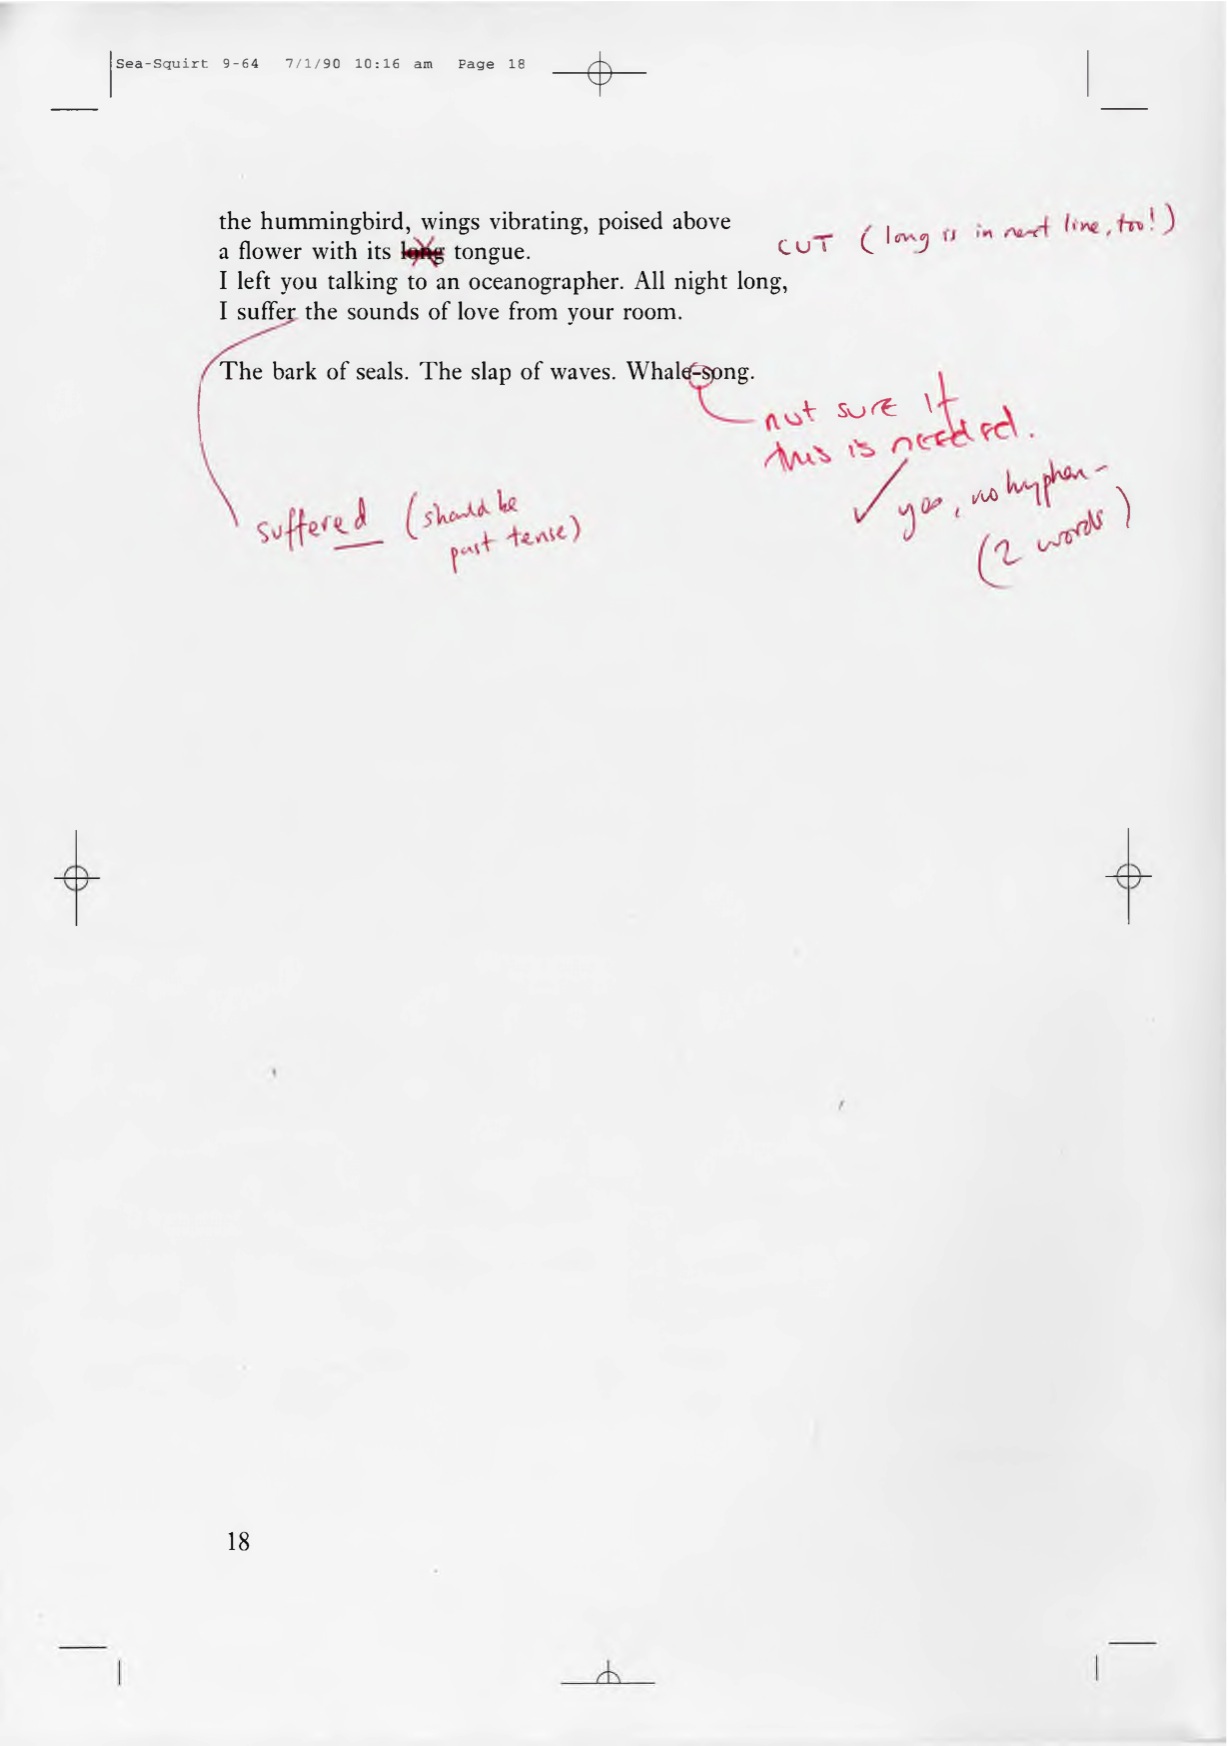 Sea-Squirt 9-64 7/1/90 10:16 am Page 18
the hummingbird, wings vibrating, poised above
a flower with its long tongue.
CUT (long is in next line, too!)
I left you talking to an oceanographer. All night long,
I suffer the sounds of love from your room.
The bark of seals. The slap of waves. Whale-song.
not sure if
this is needed.
yes, no hyphen -
(2 words)
suffered (should be
past tense)
18